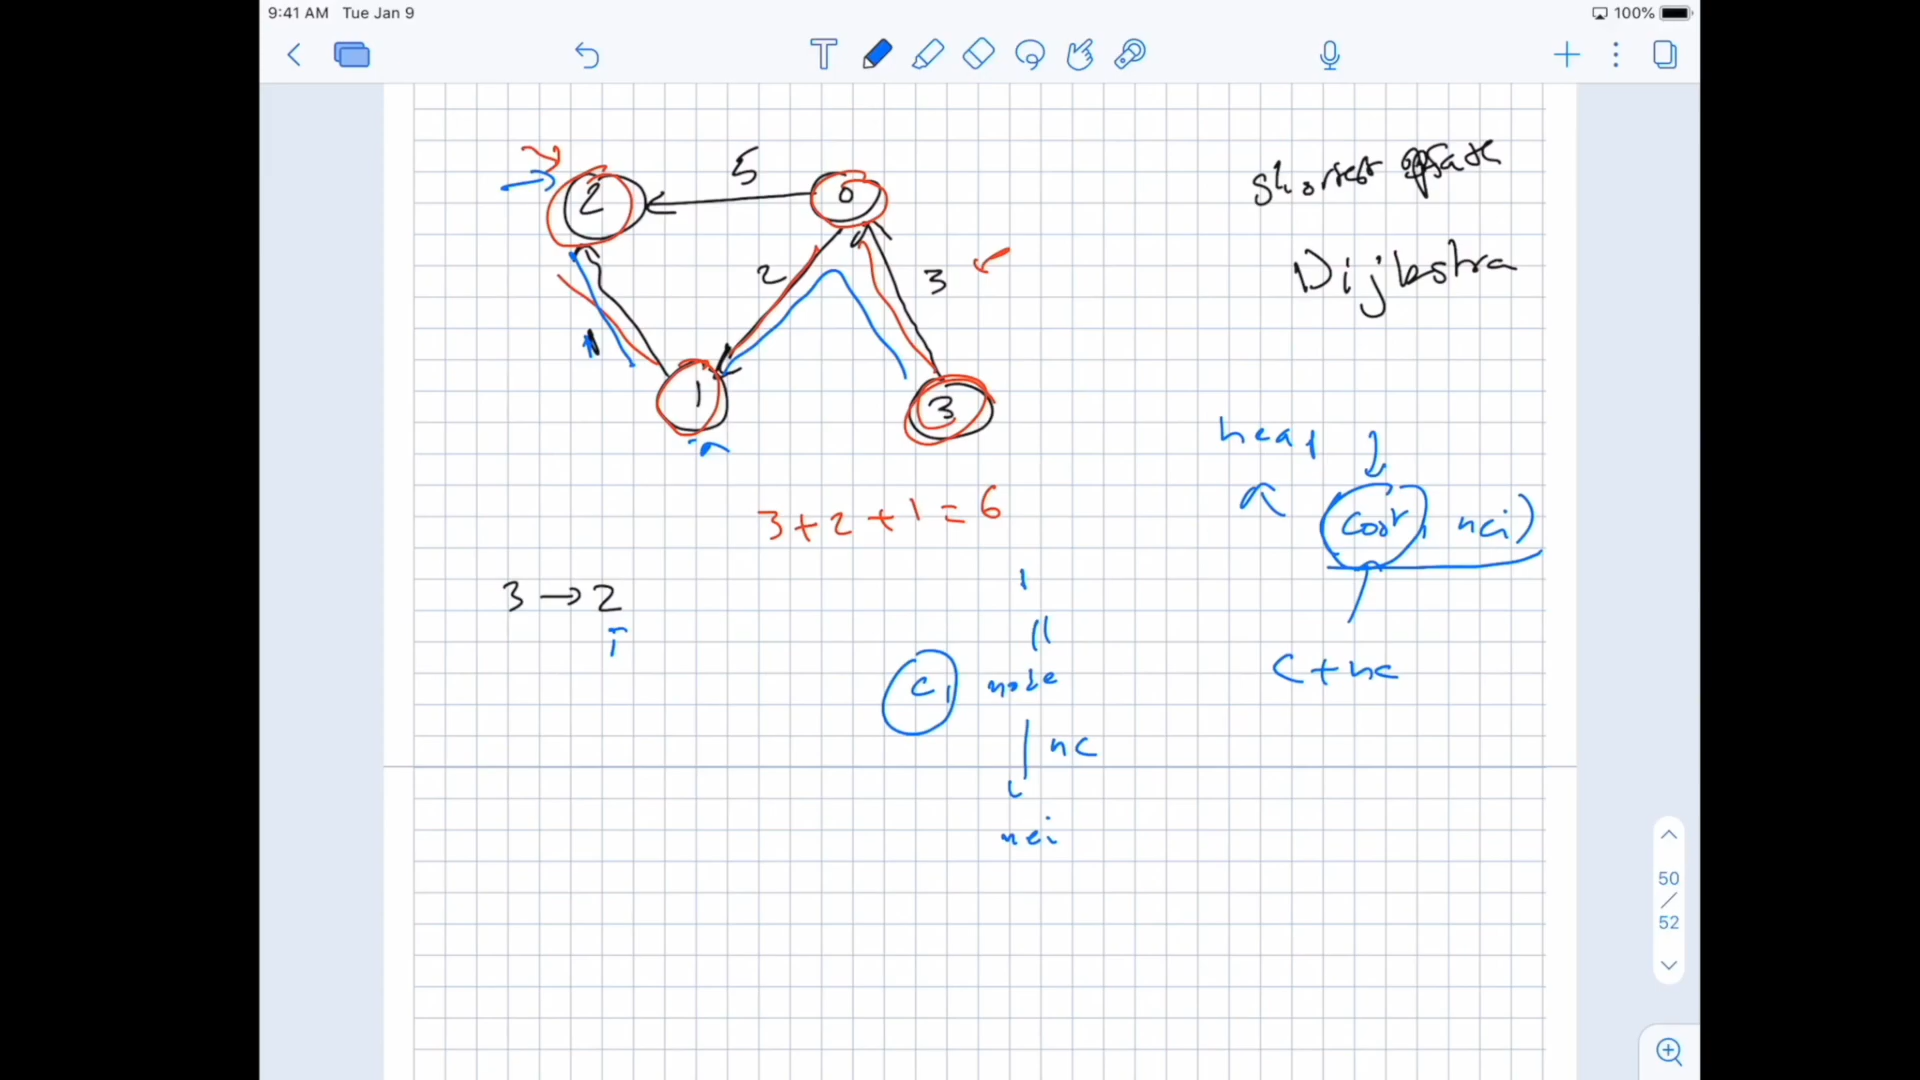 9:41 AM Tue Jan 9
100%
T
2
5
0
shortest path
Dijkstra
2
3
1
1
3
heap
(cost, nei)
3 + 2 + 1 = 6
3 → 2
C + nc
c, node
nc
nei
50
/
52